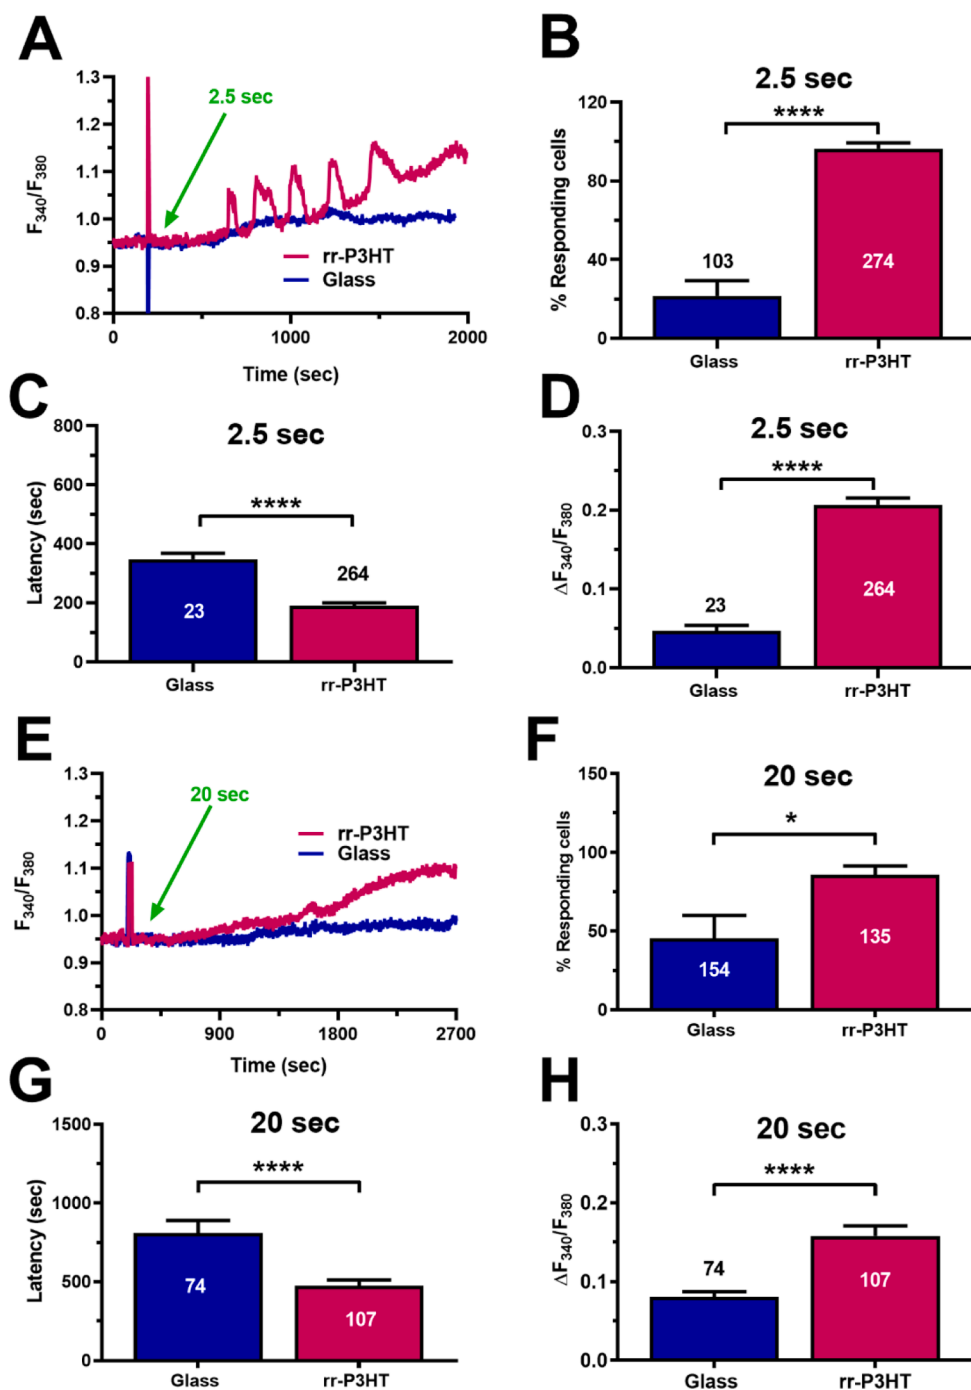 A
1.3
1.2
1.1
1.0
0.9
0.8
F340/F380
2.5 sec
rr-P3HT
Glass
0
1000
2000
Time (sec)
B
2.5 sec
****
120
80
40
0
% Responding cells
103
274
Glass
rr-P3HT
C
2.5 sec
****
800
600
400
200
0
Latency (sec)
23
264
Glass
rr-P3HT
D
2.5 sec
****
0.3
0.2
0.1
0.0
ΔF340/F380
23
264
Glass
rr-P3HT
E
1.3
1.2
1.1
1.0
0.9
0.8
F340/F380
20 sec
rr-P3HT
Glass
0
900
1800
2700
Time (sec)
F
20 sec
*
150
100
50
0
% Responding cells
154
135
Glass
rr-P3HT
G
20 sec
****
1500
1000
500
0
Latency (sec)
74
107
Glass
rr-P3HT
H
20 sec
****
0.3
0.2
0.1
0.0
ΔF340/F380
74
107
Glass
rr-P3HT